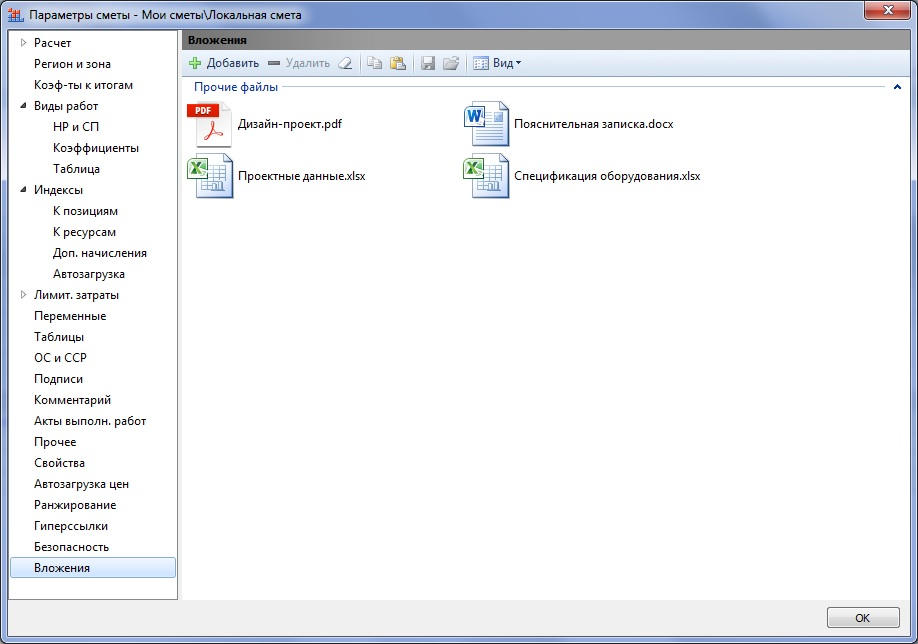 Параметры сметы - Мои сметы\Локальная смета
Расчет
Регион и зона
Коэф-ты к итогам
Виды работ
НР и СП
Коэффициенты
Таблица
Индексы
К позициям
К ресурсам
Доп. начисления
Автозагрузка
Лимит. затраты
Переменные
Таблицы
ОС и ССР
Подписи
Комментарий
Акты выполн. работ
Прочее
Свойства
Автозагрузка цен
Ранжирование
Гиперссылки
Безопасность
Вложения
Вложения
Добавить Удалить Вид
Прочие файлы
PDF Дизайн-проект.pdf W Пояснительная записка.docx
X Проектные данные.xlsx X Спецификация оборудования.xlsx
OK